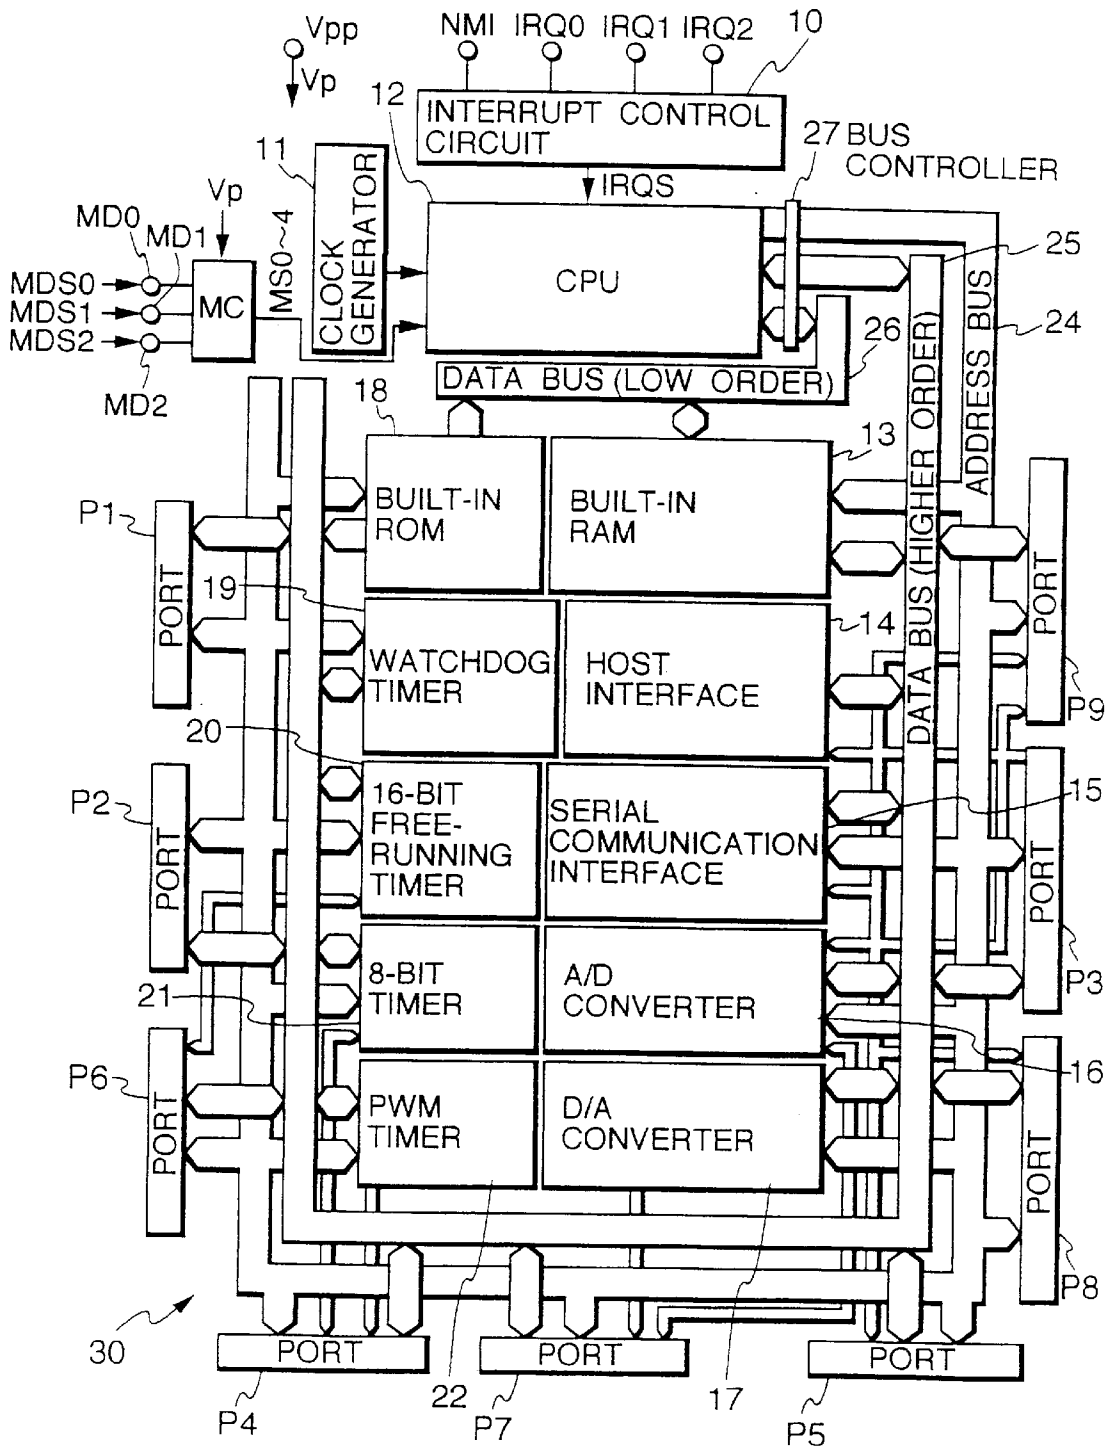 Vpp
Vp
NMI
IRQ0
IRQ1
IRQ2
10
12
INTERRUPT CONTROL
CIRCUIT
27 BUS
CONTROLLER
11
IRQS
Vp
MD0
MD1
MS0~4
CLOCK
GENERATOR
CPU
25
MDS0
MDS1
MDS2
MC
MD2
24
26
DATA BUS (LOW ORDER)
ADDRESS BUS
DATA BUS (HIGHER ORDER)
18
13
BUILT-IN
ROM
BUILT-IN
RAM
P1
PORT
PORT
P9
19
14
WATCHDOG
TIMER
HOST
INTERFACE
20
P2
PORT
16-BIT
FREE-
RUNNING
TIMER
SERIAL
COMMUNICATION
INTERFACE
15
PORT
P3
21
8-BIT
TIMER
A/D
CONVERTER
16
P6
PORT
PWM
TIMER
D/A
CONVERTER
PORT
P8
30
PORT
PORT
PORT
P4
22
P7
17
P5